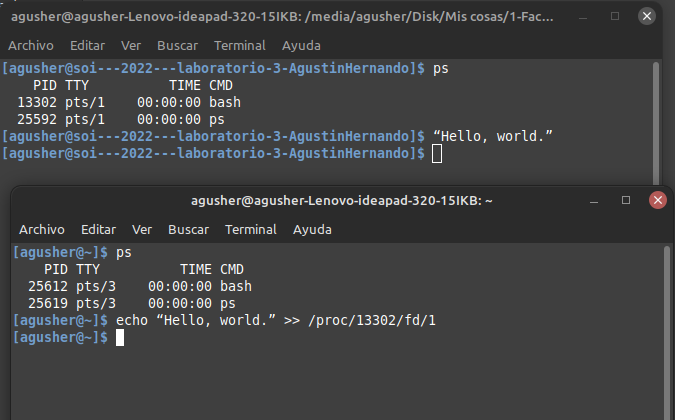 agusher@agusher-Lenovo-ideapad-320-15IKB: /media/agusher/Disk/Mis cosas/1-Fac...
Archivo Editar Ver Buscar Terminal Ayuda
[agusher@soi---2022---laboratorio-3-AgustinHernando]$ ps
PID TTY TIME CMD
13302 pts/1 00:00:00 bash
25592 pts/1 00:00:00 ps
[agusher@soi---2022---laboratorio-3-AgustinHernando]$ “Hello, world.”
[agusher@soi---2022---laboratorio-3-AgustinHernando]$
agusher@agusher-Lenovo-ideapad-320-15IKB: ~
Archivo Editar Ver Buscar Terminal Ayuda
[agusher@~]$ ps
PID TTY TIME CMD
25612 pts/3 00:00:00 bash
25619 pts/3 00:00:00 ps
[agusher@~]$ echo “Hello, world.” >> /proc/13302/fd/1
[agusher@~]$